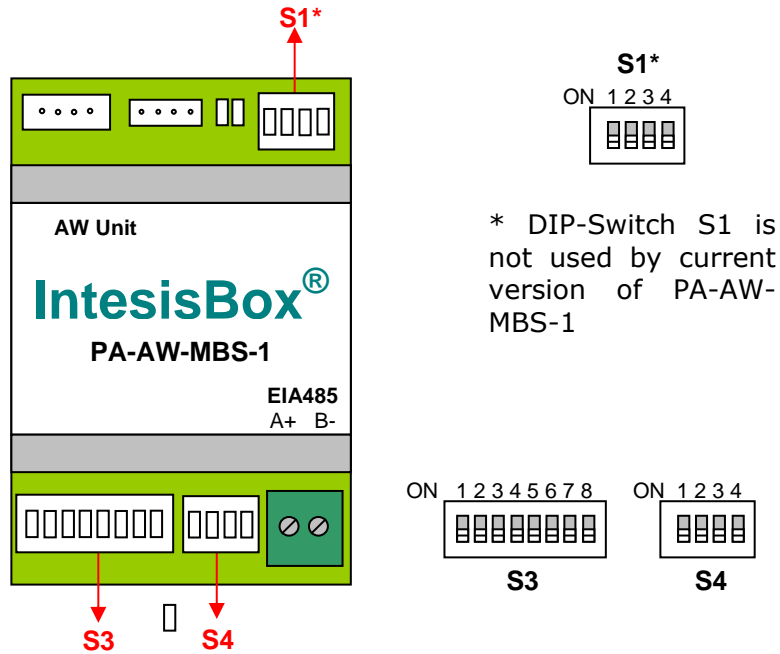 S1*
S1*
ON 1 2 3 4
AW Unit
IntesisBox®
PA-AW-MBS-1
EIA485
A+ B-
* DIP-Switch S1 is
not used by current
version of PA-AW-
MBS-1
ON 1 2 3 4 5 6 7 8
ON 1 2 3 4
S3
S4
S3
S4